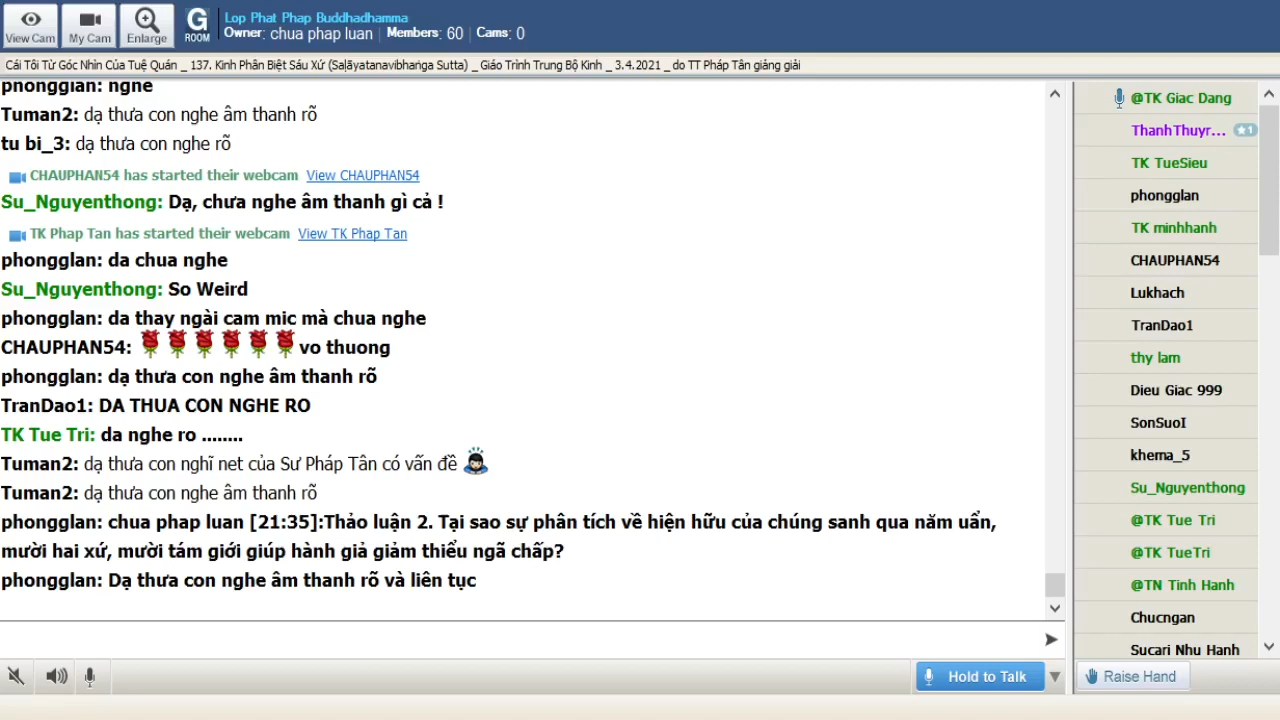 View Cam
My Cam
Enlarge
G
ROOM
Lop Phat Phap Buddhadhamma
Owner: chua phap luan | Members: 60 | Cams: 0
Cái Tôi Từ Góc Nhìn Của Tuệ Quán _ 137. Kinh Phân Biệt Sáu Xứ (Saḷāyatanavibhaṅga Sutta) _ Giáo Trình Trung Bộ Kinh _ 3.4.2021 _ do TT Pháp Tân giảng giải
phongglan: nghe
Tuman2: dạ thưa con nghe âm thanh rõ
tu bi_3: dạ thưa con nghe rõ
CHAUPHAN54 has started their webcam View CHAUPHAN54
Su_Nguyenthong: Dạ, chưa nghe âm thanh gì cả !
TK Phap Tan has started their webcam View TK Phap Tan
phongglan: da chua nghe
Su_Nguyenthong: So Weird
phongglan: da thay ngài cam mic mà chua nghe
CHAUPHAN54: 🌹🌹🌹🌹🌹🌹 vo thuong
phongglan: dạ thưa con nghe âm thanh rõ
TranDao1: DA THUA CON NGHE RO
TK Tue Tri: da nghe ro ........
Tuman2: dạ thưa con nghĩ net của Sư Pháp Tân có vấn đề
Tuman2: dạ thưa con nghe âm thanh rõ
phongglan: chua phap luan [21:35]:Thảo luận 2. Tại sao sự phân tích về hiện hữu của chúng sanh qua năm uẩn,
mười hai xứ, mười tám giới giúp hành giả giảm thiểu ngã chấp?
phongglan: Dạ thưa con nghe âm thanh rõ và liên tục
Hold to Talk
@TK Giac Dang
ThanhThuyr... ★1
TK TueSieu
phongglan
TK minhhanh
CHAUPHAN54
Lukhach
TranDao1
thy lam
Dieu Giac 999
SonSuoI
khema_5
Su_Nguyenthong
@TK Tue Tri
@TK TueTri
@TN Tinh Hanh
Chucngan
Sucari Nhu Hanh
Raise Hand